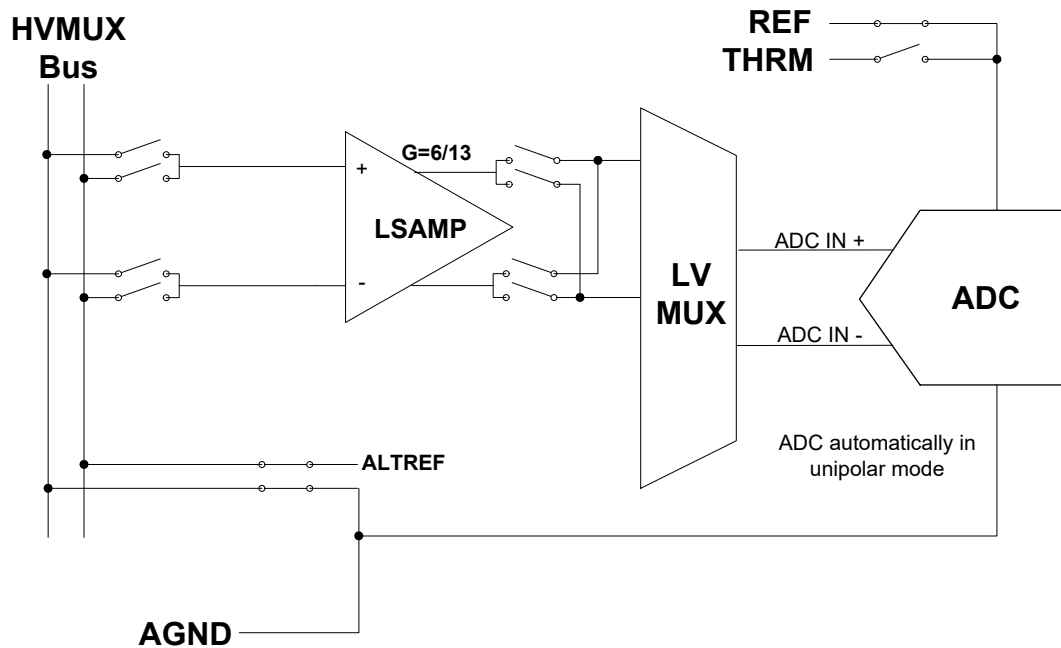 HVMUX
Bus
REF
THRM
G=6/13
+
LSAMP
-
LV
MUX
ADC IN +
ADC IN -
ADC
ALTREF
ADC automatically in
unipolar mode
AGND